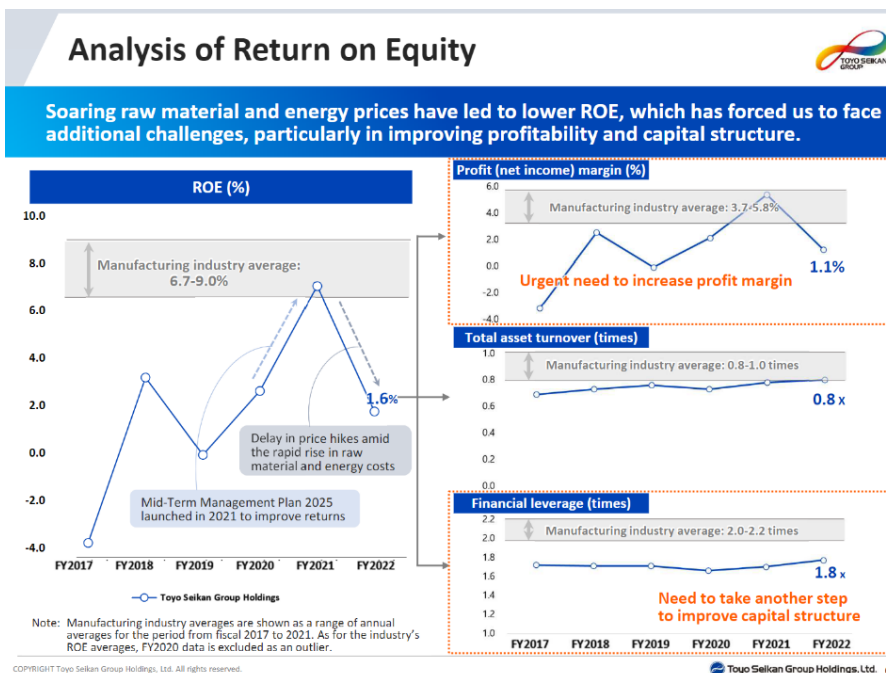 Analysis of Return on Equity
TOYO SEIKAN
GROUP
Soaring raw material and energy prices have led to lower ROE, which has forced us to face
additional challenges, particularly in improving profitability and capital structure.
ROE (%)
10.0
8.0
6.0
4.0
2.0
0.0
-2.0
-4.0
Manufacturing industry average:
6.7-9.0%
1.6%
Delay in price hikes amid
the rapid rise in raw
material and energy costs
Mid-Term Management Plan 2025
launched in 2021 to improve returns
FY2017 FY2018 FY2019 FY2020 FY2021 FY2022
Toyo Seikan Group Holdings
Note: Manufacturing industry averages are shown as a range of annual
averages for the period from fiscal 2017 to 2021. As for the industry's
ROE averages, FY2020 data is excluded as an outlier.
Profit (net income) margin (%)
6.0
4.0
2.0
0.0
-2.0
-4.0
Manufacturing industry average: 3.7-5.8%
1.1%
Urgent need to increase profit margin
Total asset turnover (times)
1.0
0.8
0.6
0.4
0.2
0.0
Manufacturing industry average: 0.8-1.0 times
0.8 x
Financial leverage (times)
2.2
2.0
1.8
1.6
1.4
1.2
1.0
Manufacturing industry average: 2.0-2.2 times
1.8 x
Need to take another step
to improve capital structure
FY2017 FY2018 FY2019 FY2020 FY2021 FY2022
COPYRIGHT Toyo Seikan Group Holdings, Ltd. All rights reserved.
Toyo Seikan Group Holdings, Ltd.